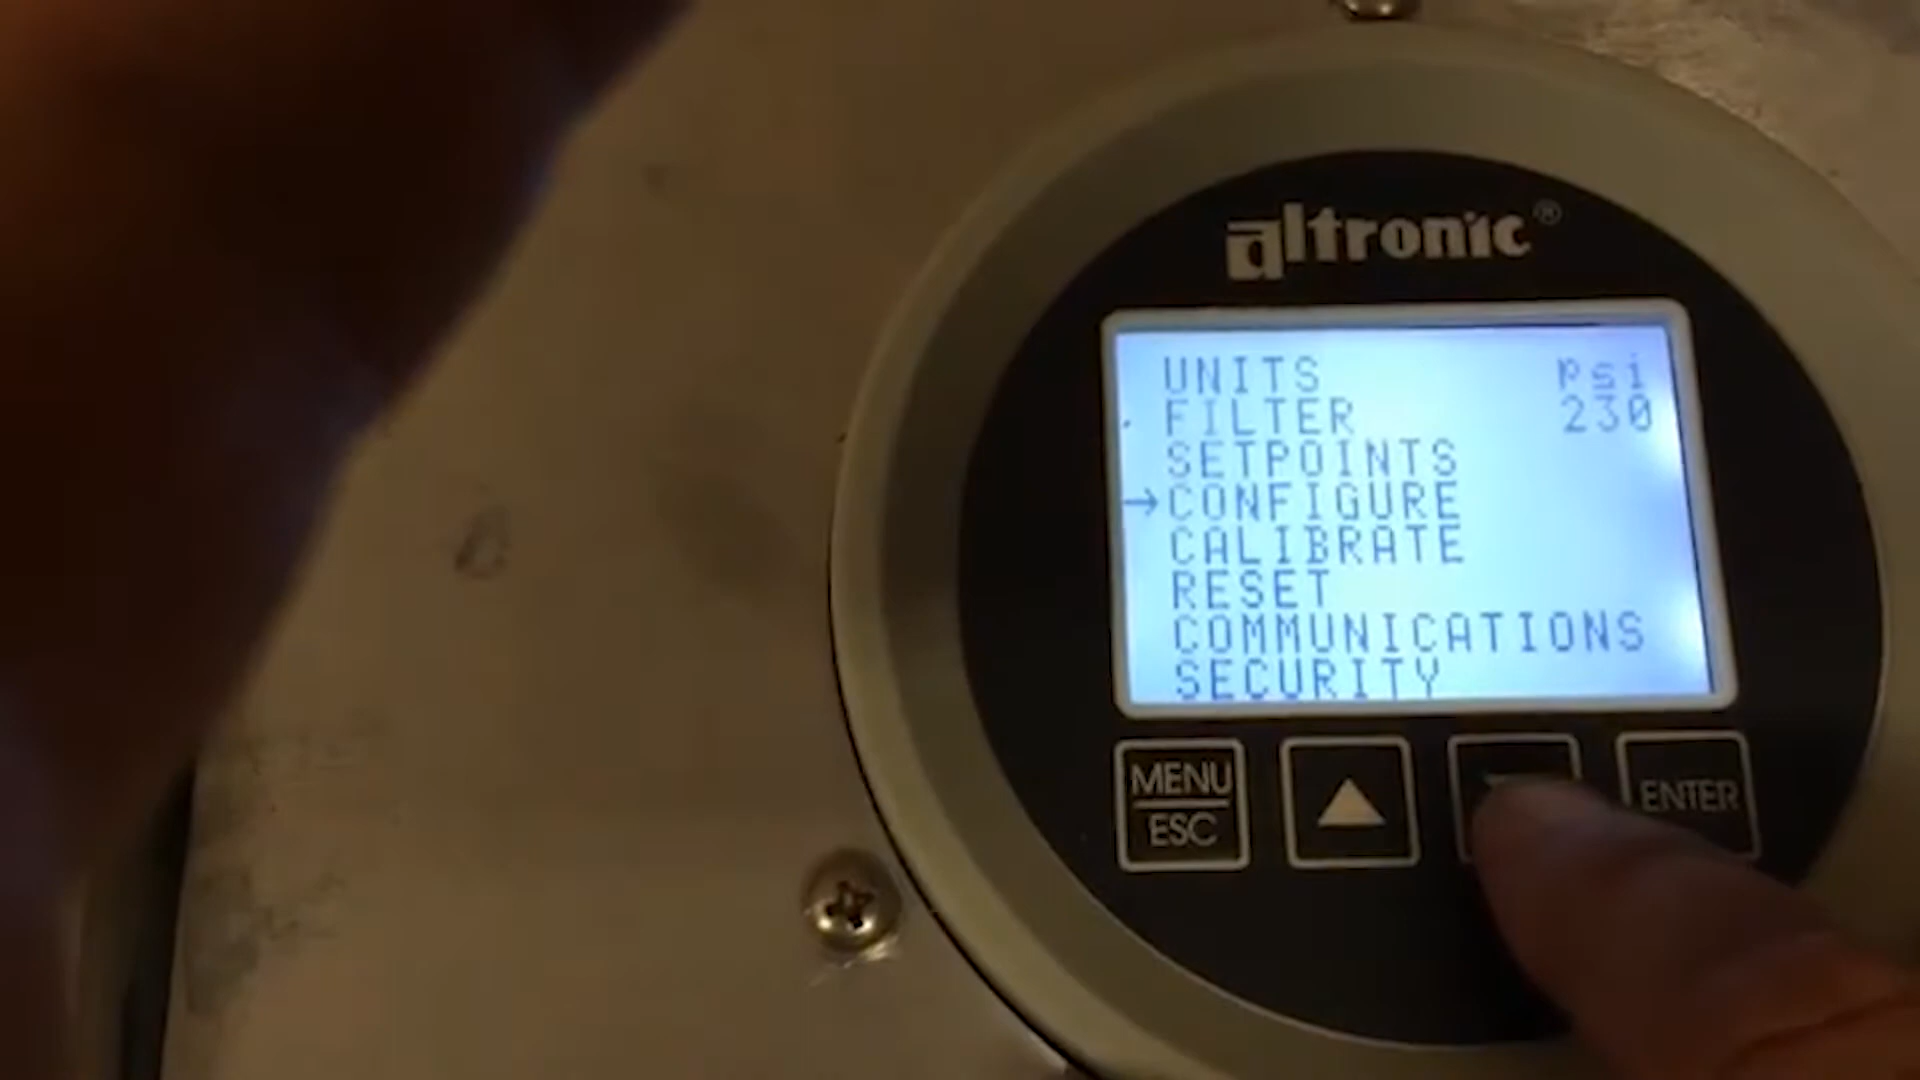 altronic®
UNITS psi
FILTER 230
SETPOINTS
→CONFIGURE
CALIBRATE
RESET
COMMUNICATIONS
SECURITY
MENU
ESC
ENTER